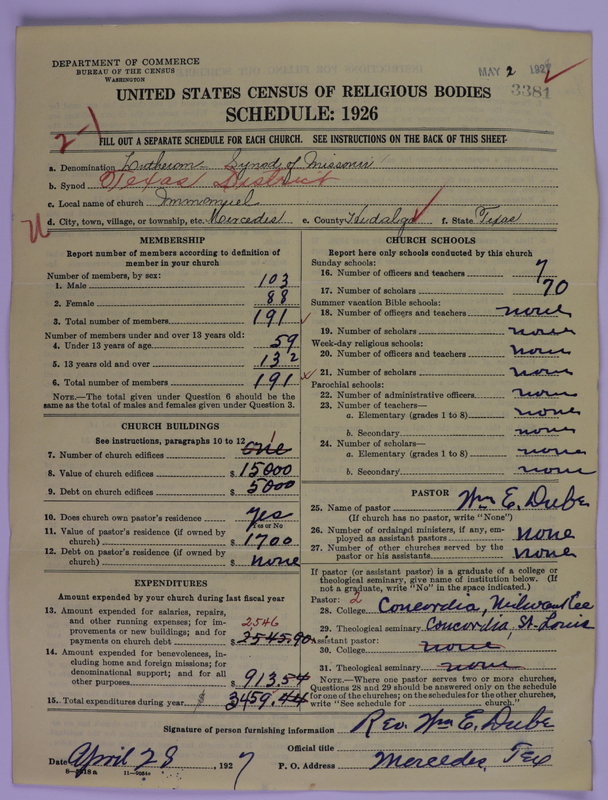 DEPARTMENT OF COMMERCE
BUREAU OF THE CENSUS
WASHINGTON
MAY 2 1927
3381
UNITED STATES CENSUS OF RELIGIOUS BODIES
SCHEDULE: 1926
2-1
FILL OUT A SEPARATE SCHEDULE FOR EACH CHURCH. SEE INSTRUCTIONS ON THE BACK OF THIS SHEET
a. Denomination Lutheran Synod of Missouri
b. Synod Texas District
c. Local name of church Immanuel
d. City, town, village, or township, etc. Mercedes e. County Hidalgo f. State Texas
MEMBERSHIP
Report number of members according to definition of
member in your church
Number of members, by sex:
1. Male 103
2. Female 88
3. Total number of members 191
Number of members under and over 13 years old:
4. Under 13 years of age 59
5. 13 years old and over 132
6. Total number of members 191
NOTE.—The total given under Question 6 should be the
same as the total of males and females given under Question 3.
CHURCH BUILDINGS
See instructions, paragraphs 10 to 12
7. Number of church edifices one 1
8. Value of church edifices $ 15000
9. Debt on church edifices $ 5000
10. Does church own pastor's residence yes
Yes or No
11. Value of pastor's residence (if owned by
church) $ 1700
12. Debt on pastor's residence (if owned by
church) $ none
EXPENDITURES
Amount expended by your church during last fiscal year
13. Amount expended for salaries, repairs,
and other running expenses; for im-
provements or new buildings; and for
payments on church debt $ 2545.90
2546
14. Amount expended for benevolences, in-
cluding home and foreign missions; for
denominational support; and for all
other purposes $ 913.54
15. Total expenditures during year $ 3459.44
CHURCH SCHOOLS
Report here only schools conducted by this church
Sunday schools:
16. Number of officers and teachers 7
17. Number of scholars 70
Summer vacation Bible schools:
18. Number of officers and teachers none
19. Number of scholars none
Week-day religious schools:
20. Number of officers and teachers none
21. Number of scholars none
Parochial schools:
22. Number of administrative officers none
23. Number of teachers—
a. Elementary (grades 1 to 8) none
b. Secondary none
24. Number of scholars—
a. Elementary (grades 1 to 8) none
b. Secondary none
PASTOR
25. Name of pastor Wm E. Dube
(If church has no pastor, write "None")
26. Number of ordained ministers, if any, em-
ployed as assistant pastors none
27. Number of other churches served by the
pastor or his assistants none
If pastor (or assistant pastor) is a graduate of a college or
theological seminary, give name of institution below. (If
not a graduate, write "No" in the space indicated.)
Pastor: 2
28. College Concordia, Milwaukee
29. Theological seminary Concordia, St. Louis
Assistant pastor:
30. College none
31. Theological seminary none
NOTE.—Where one pastor serves two or more churches,
Questions 28 and 29 should be answered only on the schedule
for one of the churches; on the schedules for the other churches,
write "See schedule for church."
Signature of person furnishing information Rev. Wm E. Dube
Official title
Date April 28, 1927 P. O. Address Mercedes, Tex